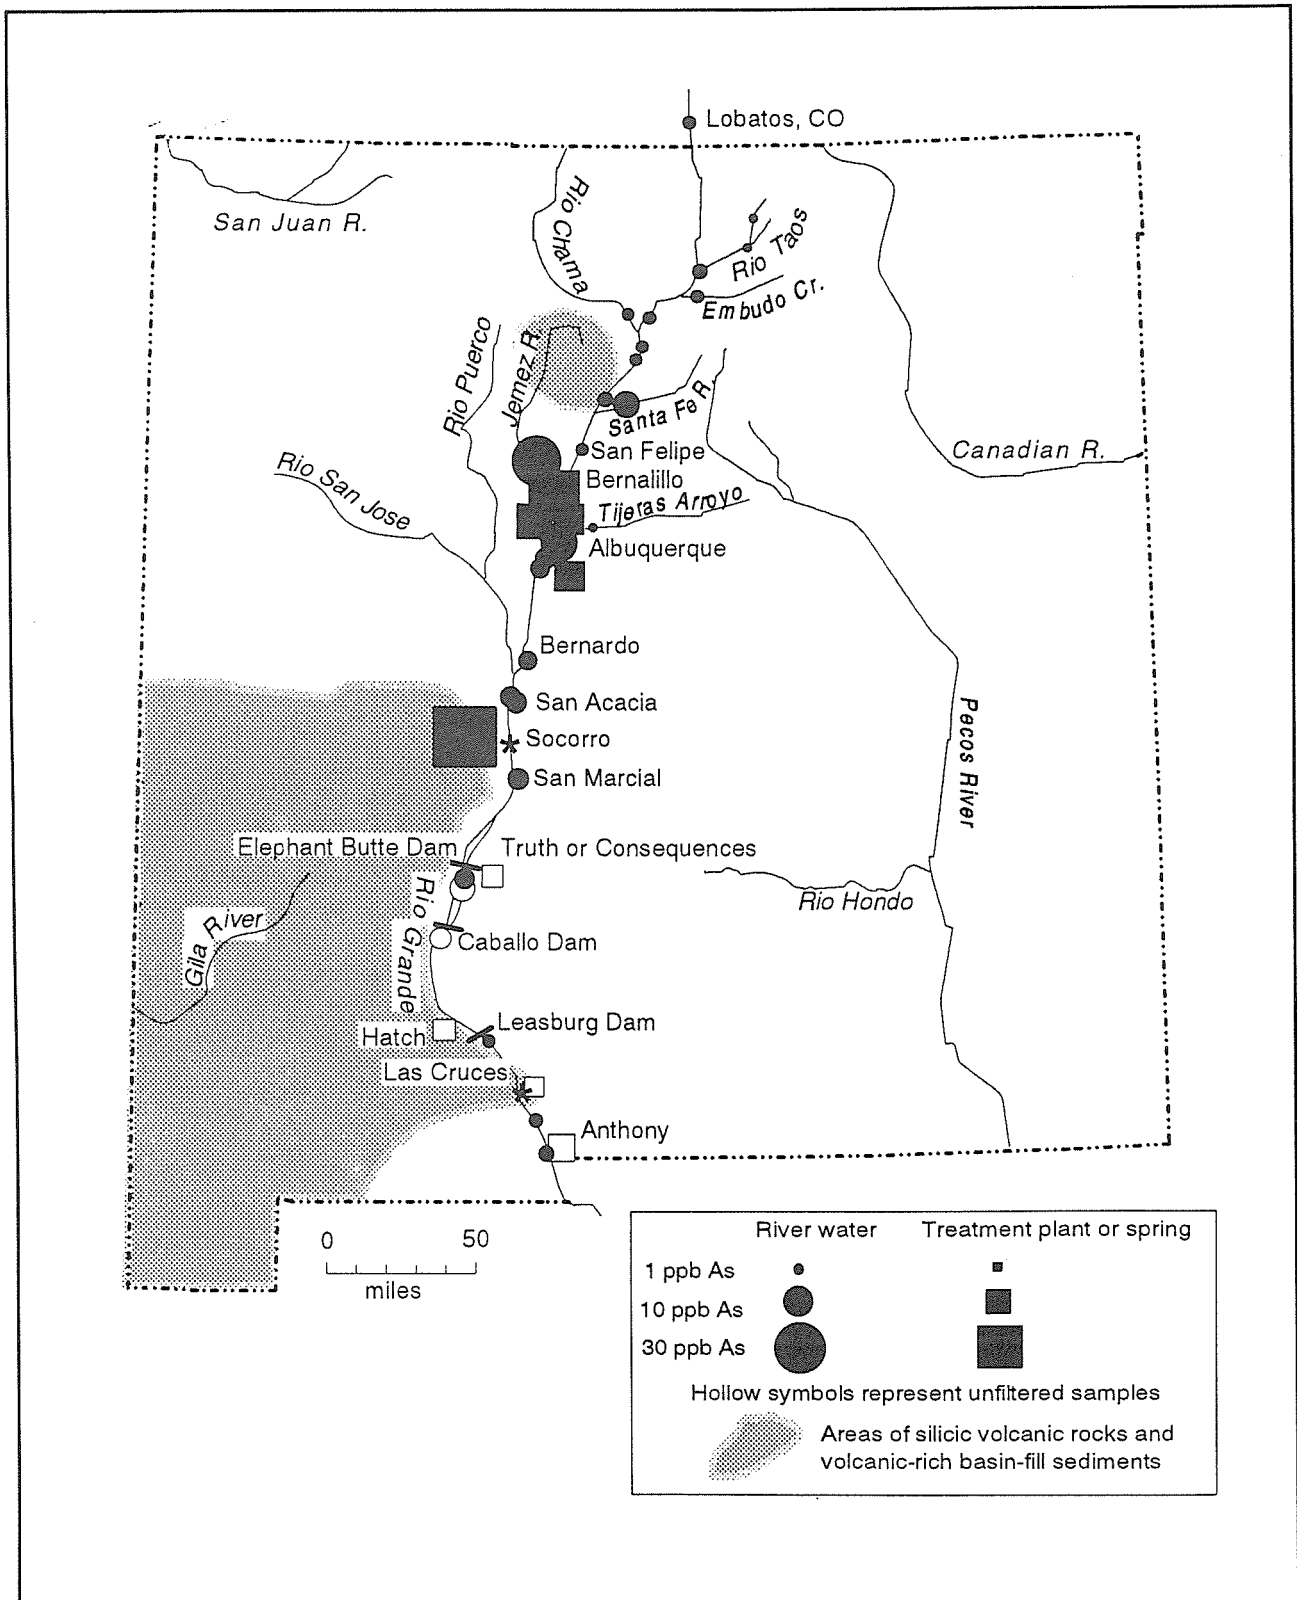 Lobatos, CO
San Juan R.
Rio Chama
Rio Taos
Embudo Cr.
Rio Puerco
Jemez R.
Santa Fe R.
San Felipe
Canadian R.
Rio San Jose
Bernalillo
Tijeras Arroyo
Albuquerque
Bernardo
San Acacia
Socorro
Pecos River
San Marcial
Elephant Butte Dam
Truth or Consequences
Rio Hondo
Gila River
Rio Grande
Caballo Dam
Leasburg Dam
Hatch
Las Cruces
Anthony
0 50
miles
River water Treatment plant or spring
1 ppb As
10 ppb As
30 ppb As
Hollow symbols represent unfiltered samples
Areas of silicic volcanic rocks and
volcanic-rich basin-fill sediments